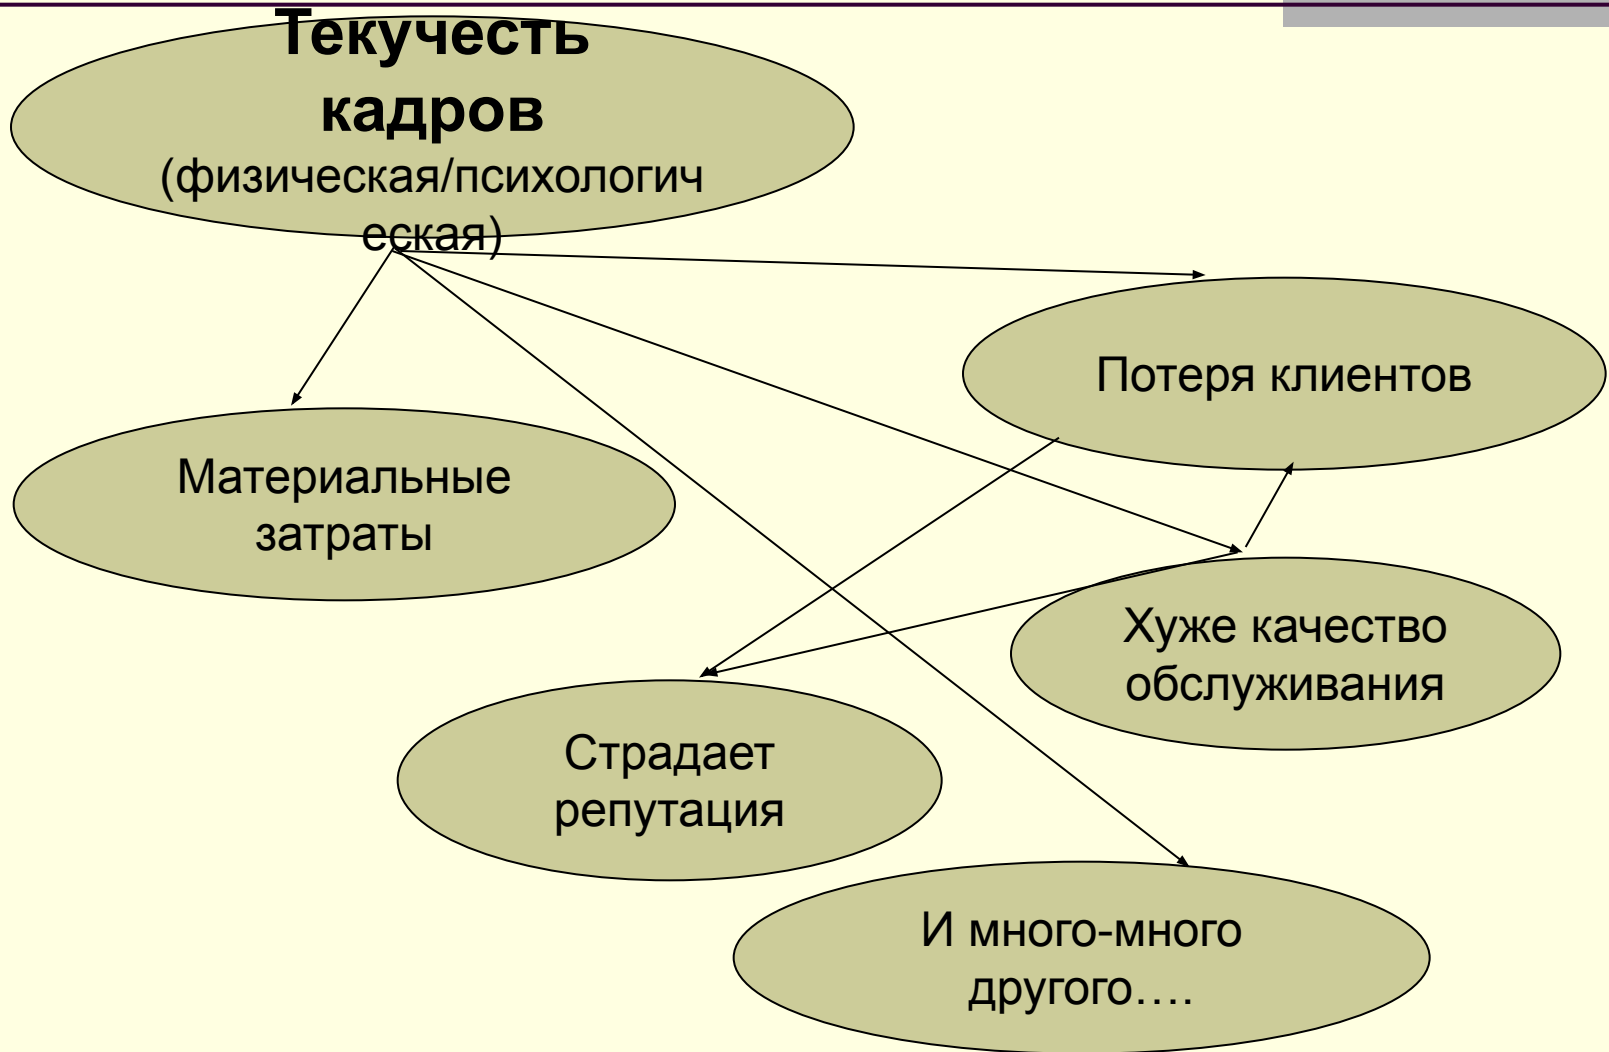 Текучесть
кадров
(физическая/психологич
еская)
Потеря клиентов
Материальные
затраты
Хуже качество
обслуживания
Страдает
репутация
И много-много
другого….